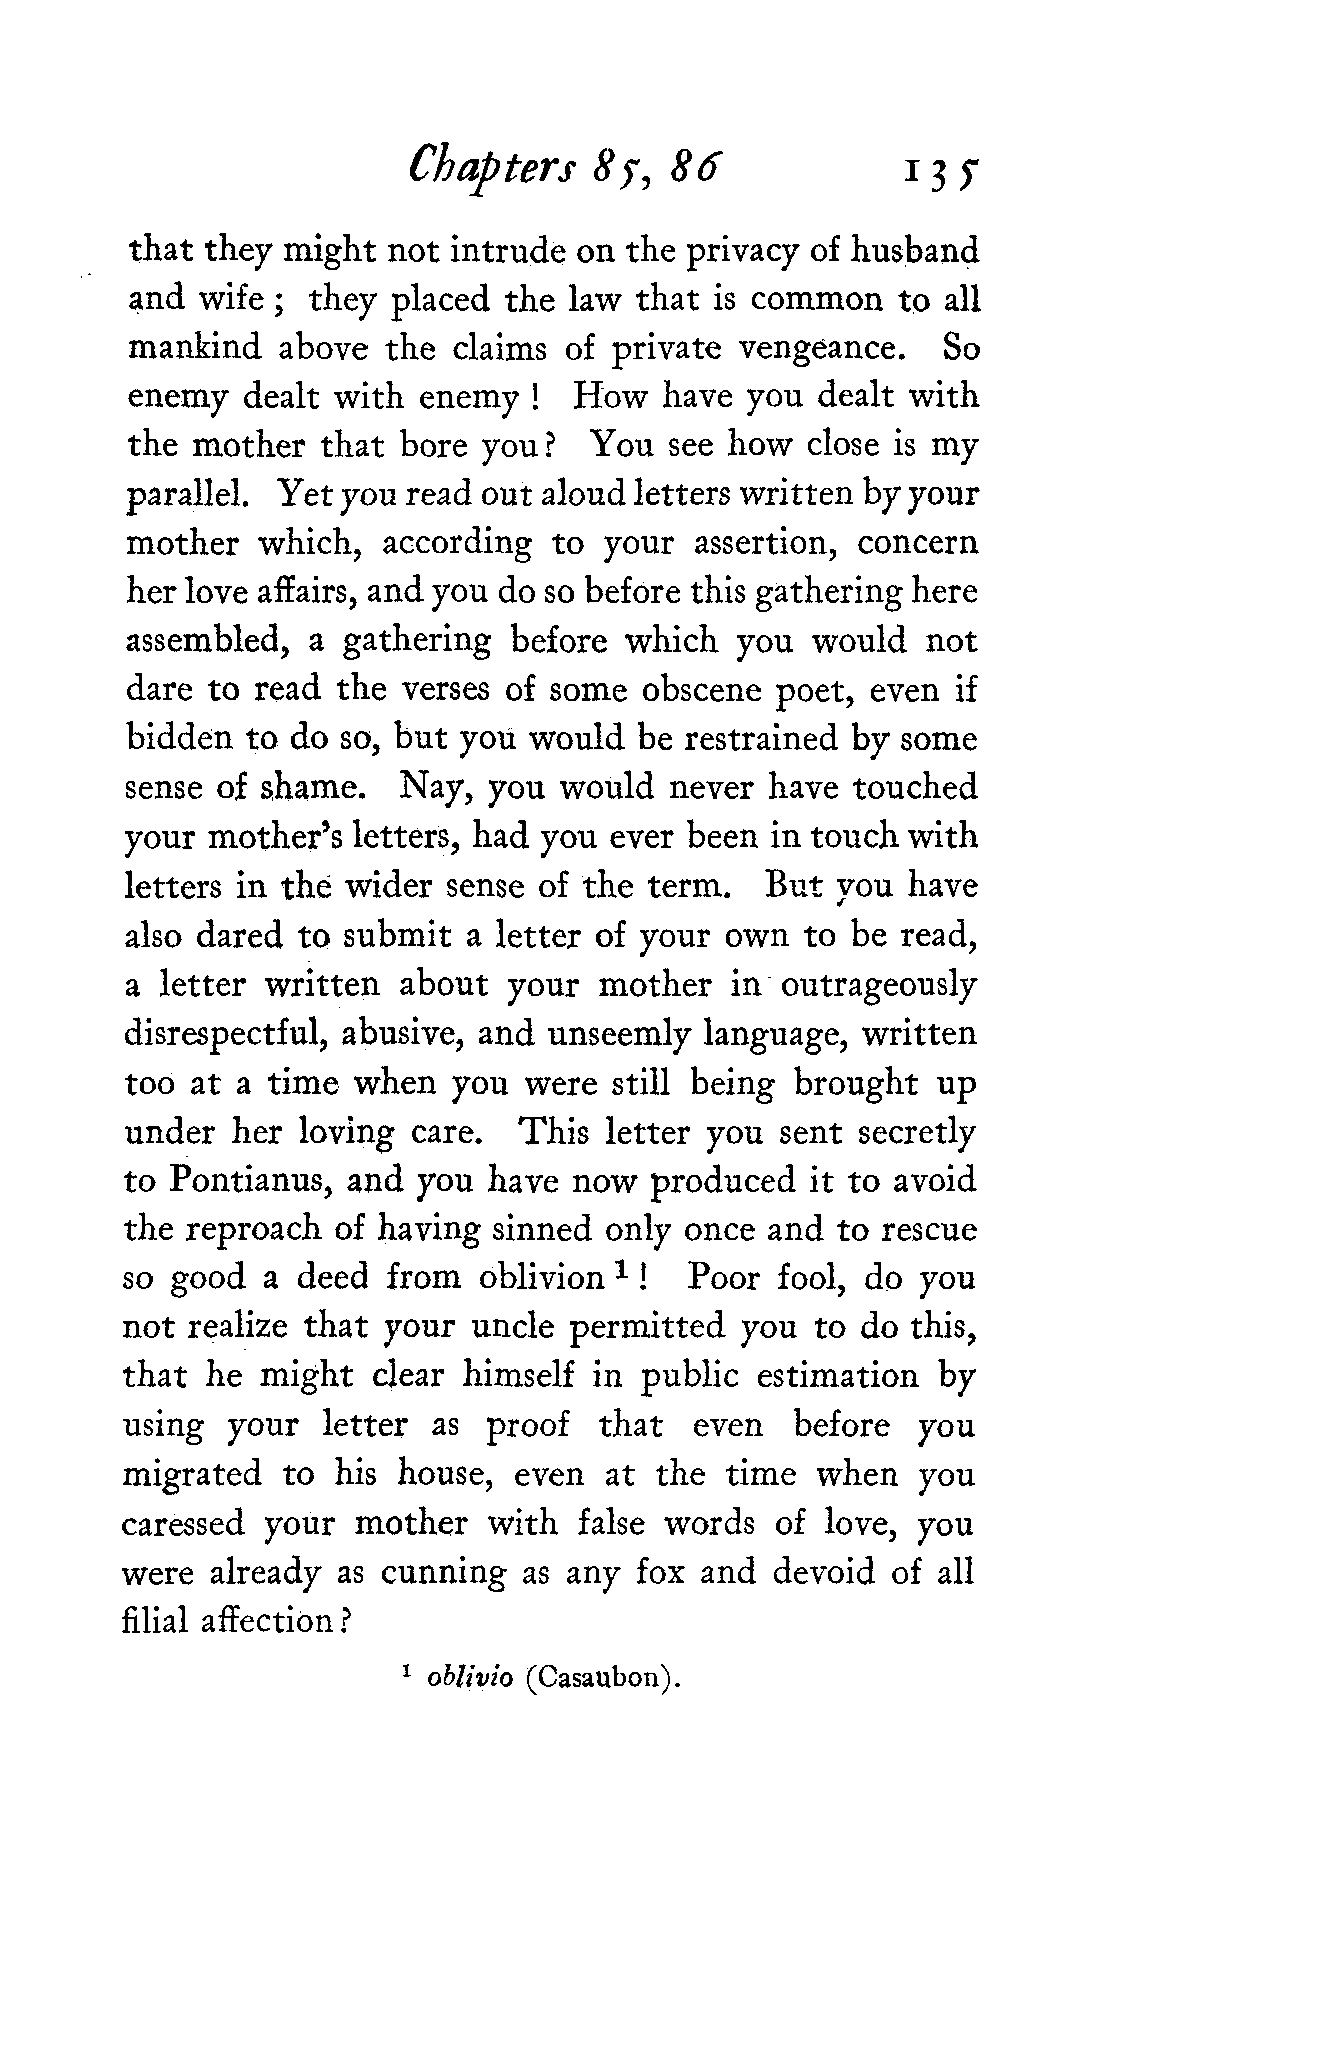 Chapters 85, 86 135
that they might not intrude on the privacy of husband
and wife ; they placed the law that is common to all
mankind above the claims of private vengeance. So
enemy dealt with enemy ! How have you dealt with
the mother that bore you? You see how close is my
parallel. Yet you read out aloud letters written by your
mother which, according to your assertion, concern
her love affairs, and you do so before this gathering here
assembled, a gathering before which you would not
dare to read the verses of some obscene poet, even if
bidden to do so, but you would be restrained by some
sense of shame. Nay, you would never have touched
your mother's letters, had you ever been in touch with
letters in the wider sense of the term. But you have
also dared to submit a letter of your own to be read,
a letter written about your mother in outrageously
disrespectful, abusive, and unseemly language, written
too at a time when you were still being brought up
under her loving care. This letter you sent secretly
to Pontianus, and you have now produced it to avoid
the reproach of having sinned only once and to rescue
so good a deed from oblivion ¹ ! Poor fool, do you
not realize that your uncle permitted you to do this,
that he might clear himself in public estimation by
using your letter as proof that even before you
migrated to his house, even at the time when you
caressed your mother with false words of love, you
were already as cunning as any fox and devoid of all
filial affection?
¹ oblivio (Casaubon).